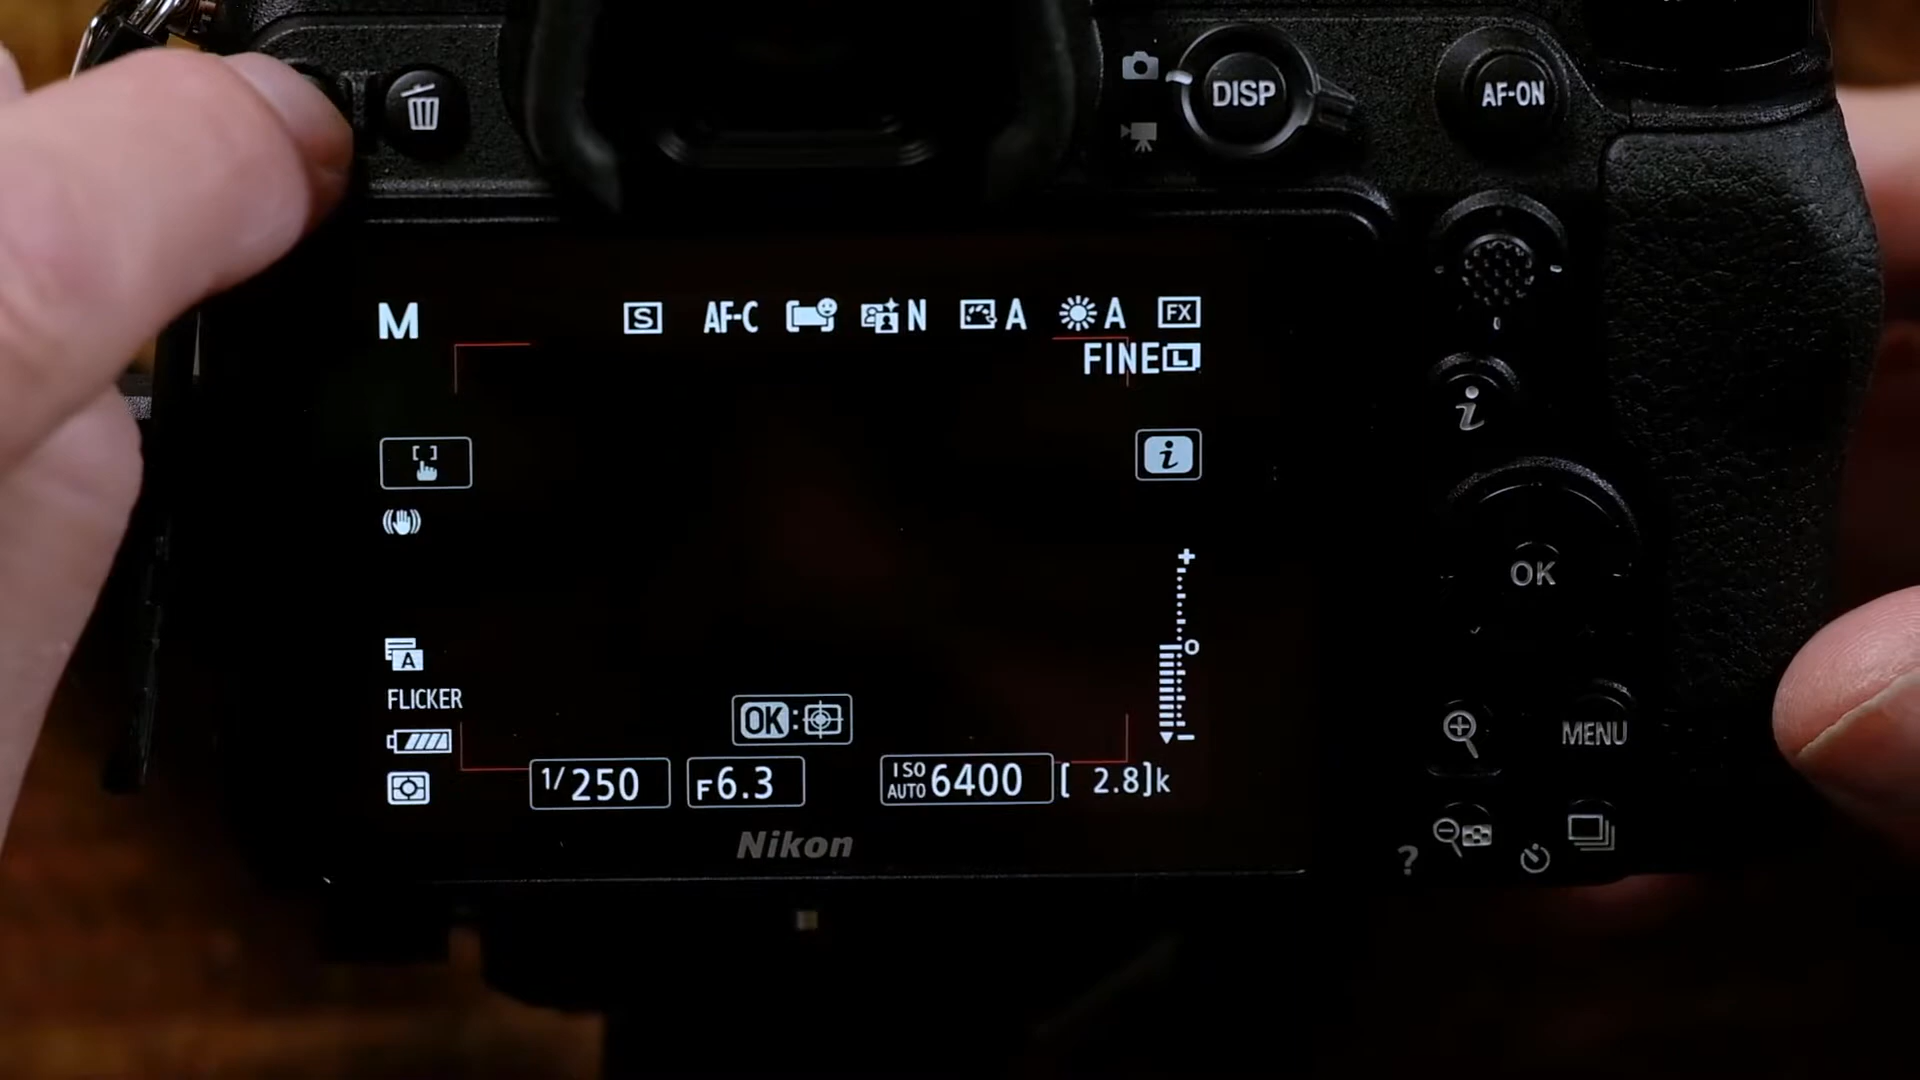 DISP
AF-ON
M
S AF-C N A A FX
FINE L
i
i
OK
+
0
A
FLICKER
OK:
−
MENU
1/250 F6.3 ISO AUTO 6400 [ 2.8]k
Nikon
?